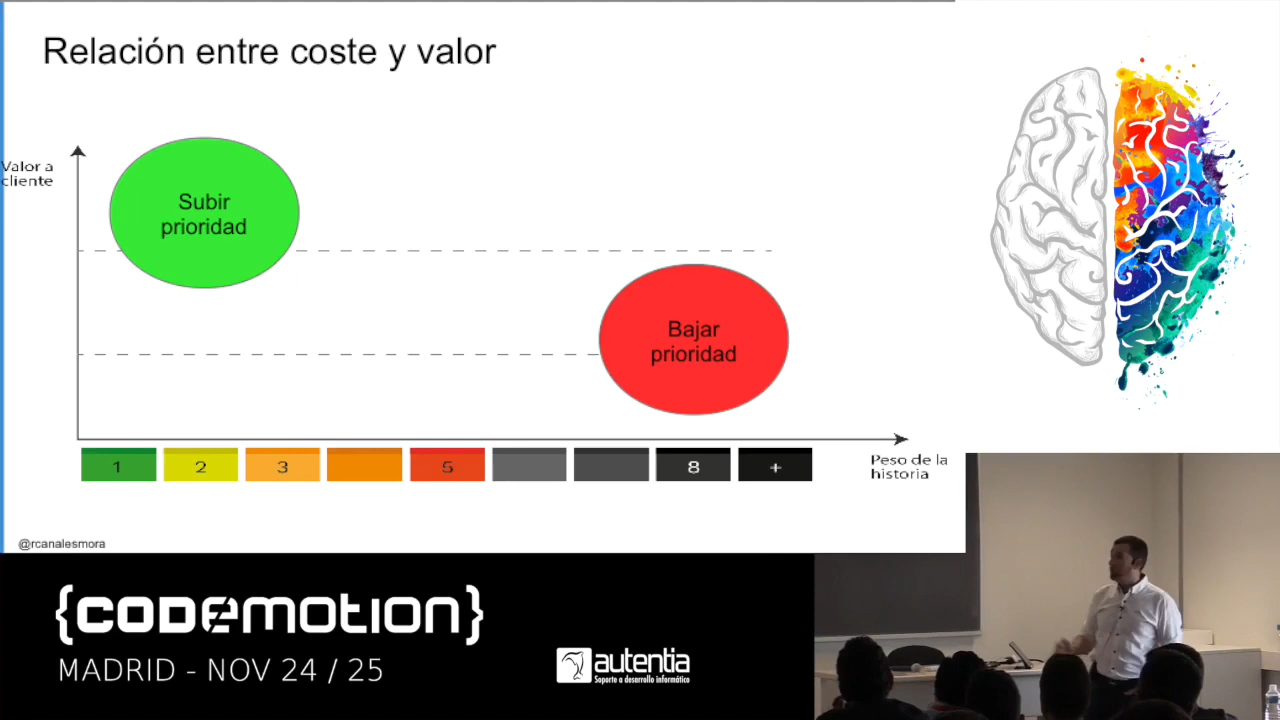 Relación entre coste y valor
Valor a
cliente
Subir
prioridad
Bajar
prioridad
1 2 3 5 8 +
Peso de la
historia
@rcanalesmora
{CODEMOTION}
MADRID - NOV 24 / 25
autentia
Soporte a desarrollo informático